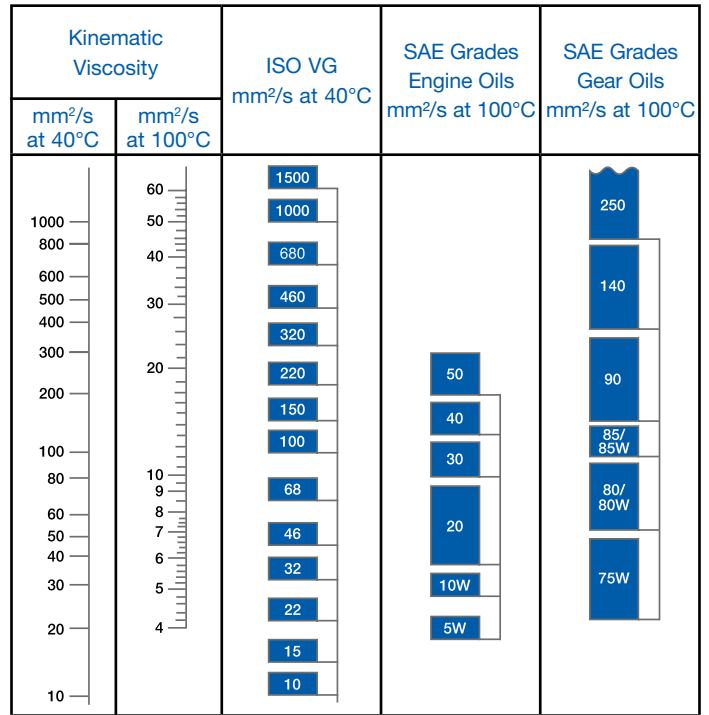 Kinematic
Viscosity
mm²/s
at 40°C
mm²/s
at 100°C
ISO VG
mm²/s at 40°C
SAE Grades
Engine Oils
mm²/s at 100°C
SAE Grades
Gear Oils
mm²/s at 100°C
1000
800
600
500
400
300
200
100
80
60
50
40
30
20
10
60
50
40
30
20
10
9
8
7
6
5
4
1500
1000
680
460
320
220
150
100
68
46
32
22
15
10
50
40
30
20
10W
5W
250
140
90
85/
85W
80/
80W
75W